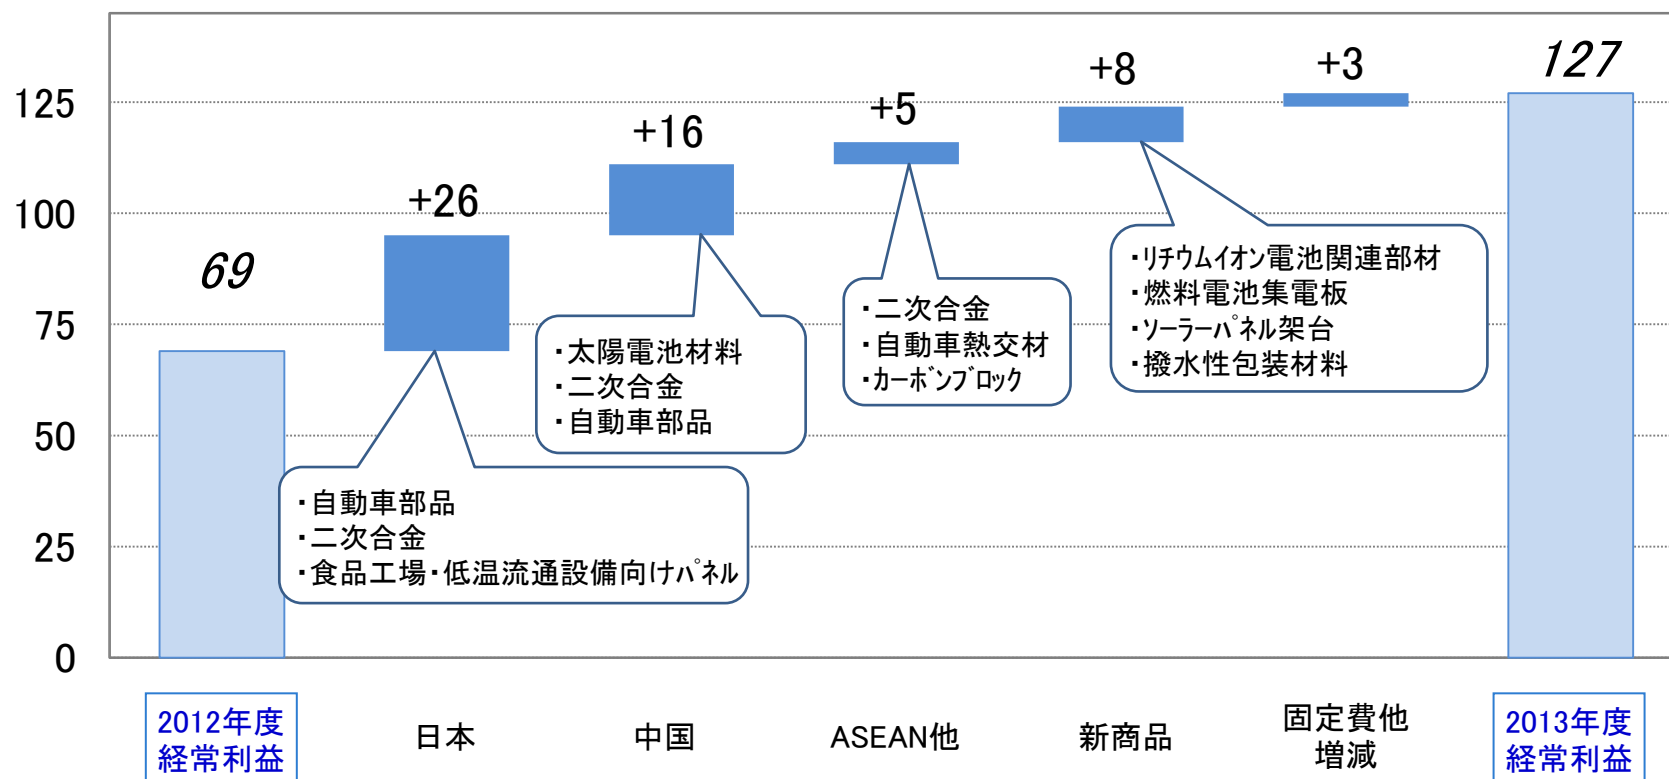 125
100
75
50
25
0
69
+26
+16
+5
+8
+3
127
・自動車部品
・二次合金
・食品工場・低温流通設備向けﾊﾟﾈﾙ
・太陽電池材料
・二次合金
・自動車部品
・二次合金
・自動車熱交材
・ｶｰﾎﾞﾝﾌﾞﾛｯｸ
・ﾘﾁｳﾑｲｵﾝ電池関連部材
・燃料電池集電板
・ｿｰﾗｰﾊﾟﾈﾙ架台
・撥水性包装材料
2012年度
経常利益
日本
中国
ASEAN他
新商品
固定費他
増減
2013年度
経常利益